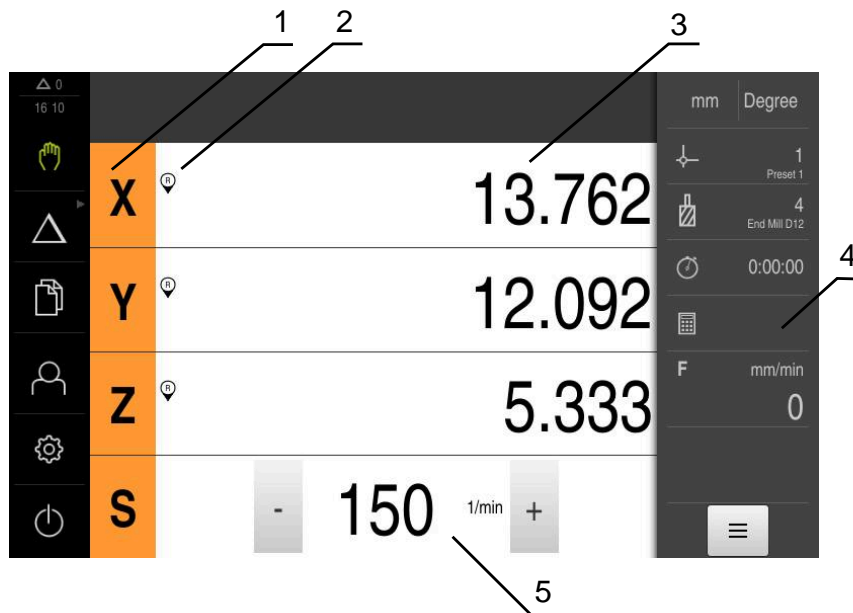 1 2 3
0
16 10
mm Degree
1
Preset 1
X R 13.762
4
End Mill D12
4
0:00:00
Y R 12.092
F mm/min
0
Z R 5.333
S - 150 1/min +
5